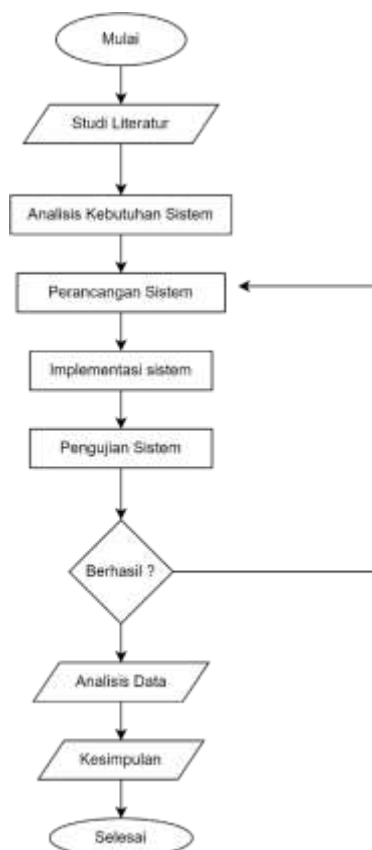 Mulai
Studi Literatur
Analisis Kebutuhan Sistem
Perancangan Sistem
Implementasi sistem
Pengujian Sistem
Berhasil ?
Analisis Data
Kesimpulan
Selesai